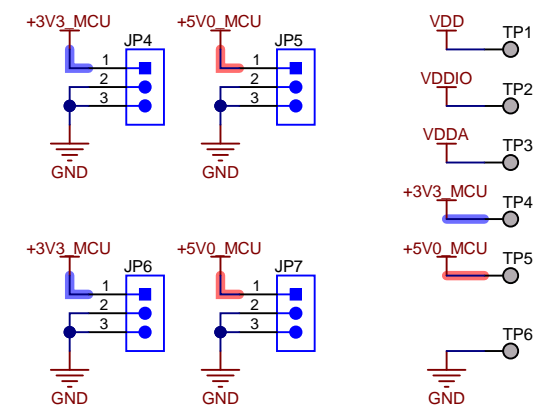 +3V3_MCU
JP4
1
2
3
GND
+5V0_MCU
JP5
1
2
3
GND
VDD
TP1
VDDIO
TP2
VDDA
TP3
+3V3_MCU
TP4
+5V0_MCU
TP5
TP6
GND
+3V3_MCU
JP6
1
2
3
GND
+5V0_MCU
JP7
1
2
3
GND